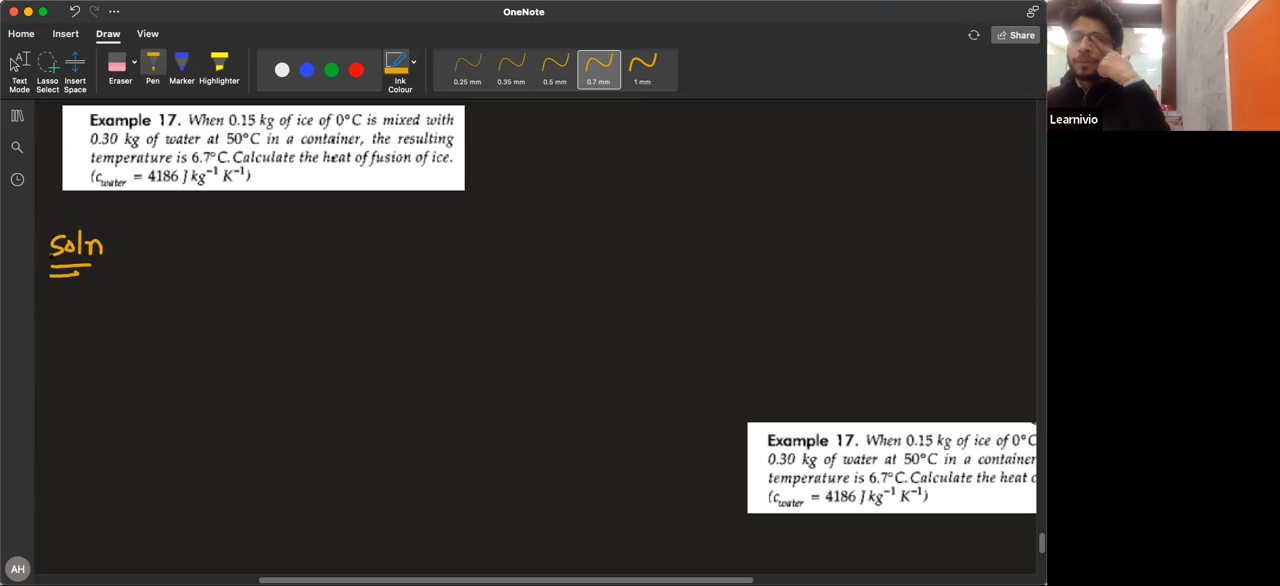 OneNote
Home Insert Draw View
Share
Text Mode
Lasso Select
Insert Space
Eraser
Pen
Marker
Highlighter
Ink Colour
0.25 mm
0.35 mm
0.5 mm
0.7 mm
1 mm
Learnivio
Example 17. When 0.15 kg of ice of 0°C is mixed with
0.30 kg of water at 50°C in a container, the resulting
temperature is 6.7°C. Calculate the heat of fusion of ice.
(c_water = 4186 J kg⁻¹ K⁻¹)
Soln
Example 17. When 0.15 kg of ice of 0°C
0.30 kg of water at 50°C in a container
temperature is 6.7°C. Calculate the heat
(c_water = 4186 J kg⁻¹ K⁻¹)
AH